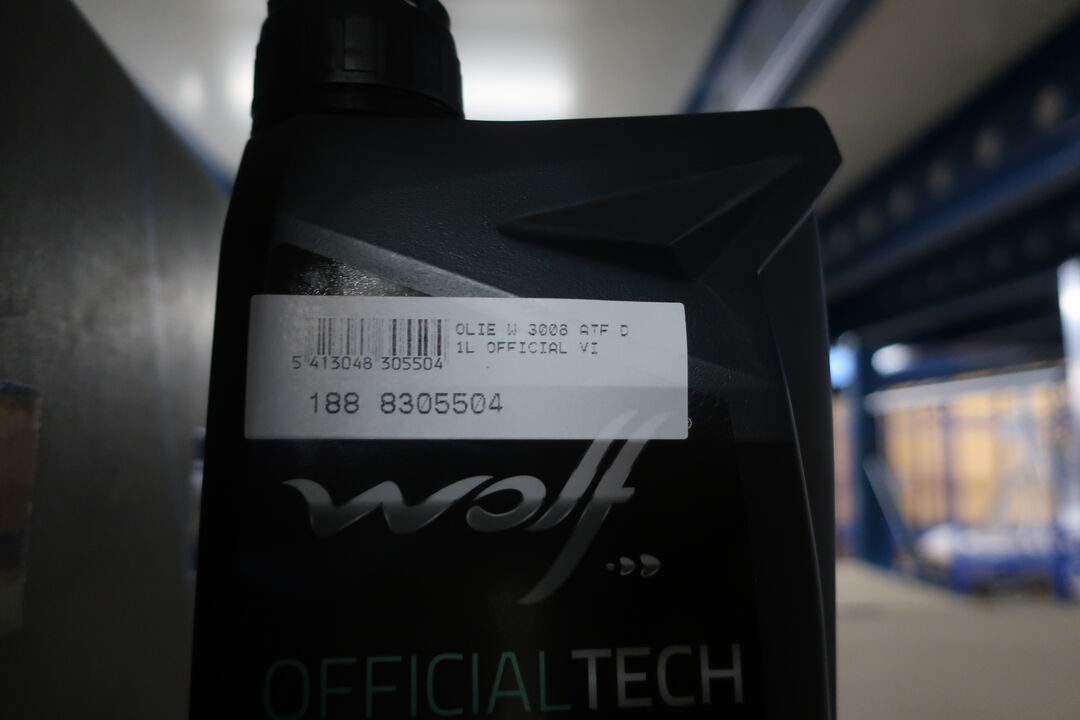 OLIE W 3008 ATF D
1L OFFICIAL VI
5 413048 305504
188 8305504
wolf
OFFICIALTECH